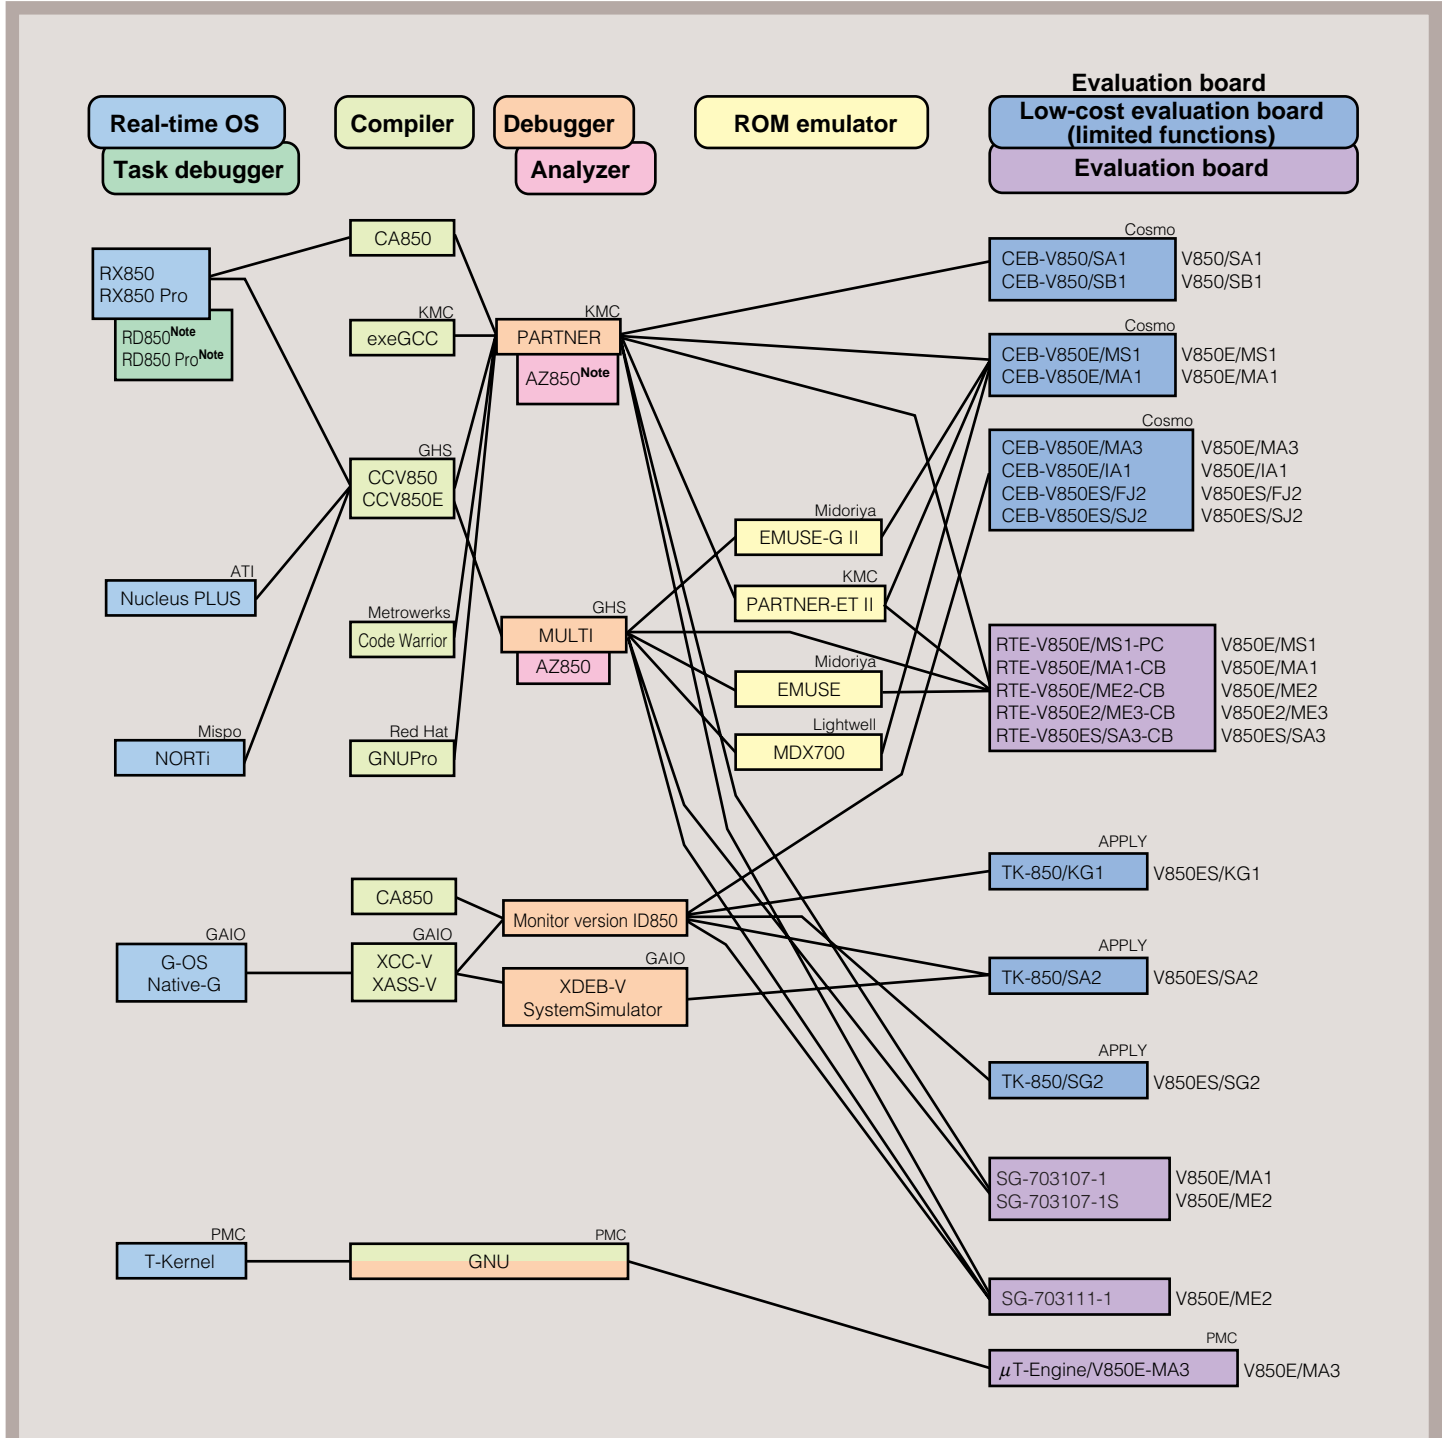 Evaluation board
Real-time OS
Task debugger
Compiler
Debugger
Analyzer
ROM emulator
Low-cost evaluation board
(limited functions)
Evaluation board
RX850
RX850 Pro
RD850Note
RD850 ProNote
ATI
Nucleus PLUS
Mispo
NORTi
GAIO
G-OS
Native-G
PMC
T-Kernel
CA850
KMC
exeGCC
GHS
CCV850
CCV850E
Metrowerks
Code Warrior
Red Hat
GNUPro
CA850
GAIO
XCC-V
XASS-V
PMC
GNU
KMC
PARTNER
AZ850Note
GHS
MULTI
AZ850
Monitor version ID850
GAIO
XDEB-V
SystemSimulator
Midoriya
EMUSE-G II
KMC
PARTNER-ET II
Midoriya
EMUSE
Lightwell
MDX700
Cosmo
CEB-V850/SA1 V850/SA1
CEB-V850/SB1 V850/SB1
Cosmo
CEB-V850E/MS1 V850E/MS1
CEB-V850E/MA1 V850E/MA1
Cosmo
CEB-V850E/MA3 V850E/MA3
CEB-V850E/IA1 V850E/IA1
CEB-V850ES/FJ2 V850ES/FJ2
CEB-V850ES/SJ2 V850ES/SJ2
RTE-V850E/MS1-PC V850E/MS1
RTE-V850E/MA1-CB V850E/MA1
RTE-V850E/ME2-CB V850E/ME2
RTE-V850E2/ME3-CB V850E2/ME3
RTE-V850ES/SA3-CB V850ES/SA3
APPLY
TK-850/KG1 V850ES/KG1
APPLY
TK-850/SA2 V850ES/SA2
APPLY
TK-850/SG2 V850ES/SG2
SG-703107-1 V850E/MA1
SG-703107-1S V850E/ME2
SG-703111-1 V850E/ME2
PMC
μT-Engine/V850E-MA3 V850E/MA3